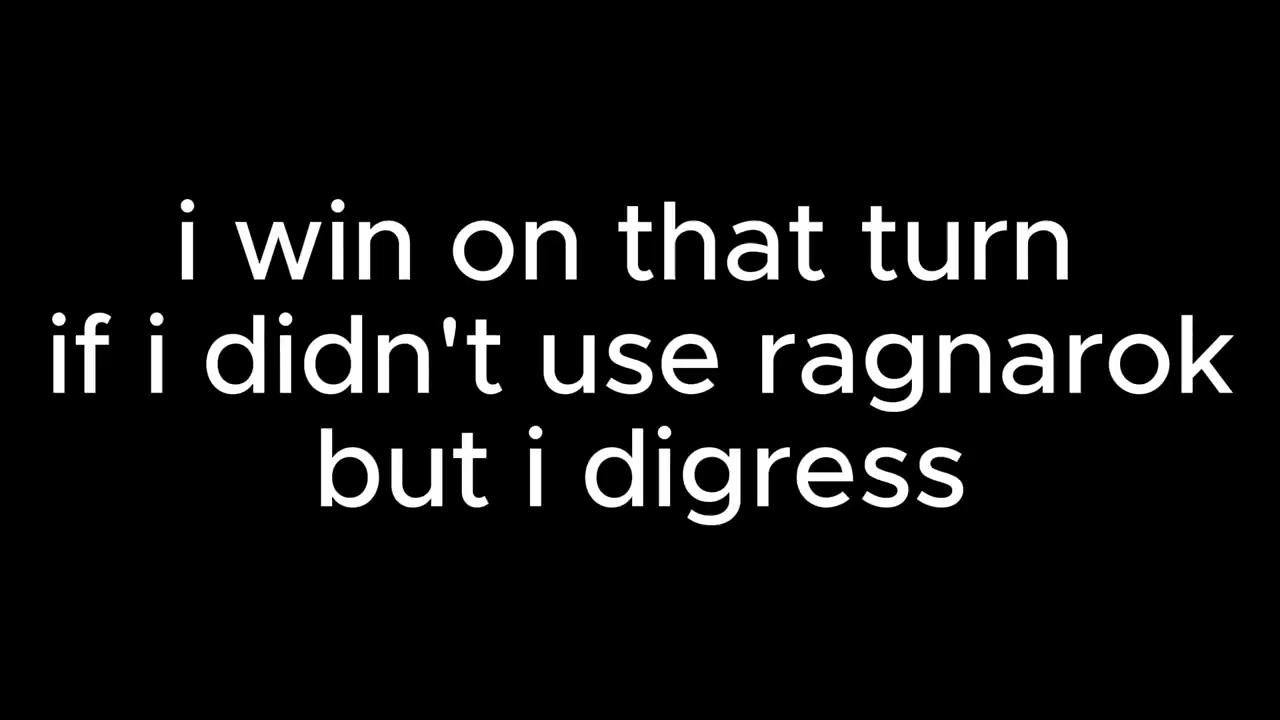 i win on that turn
if i didn't use ragnarok
but i digress